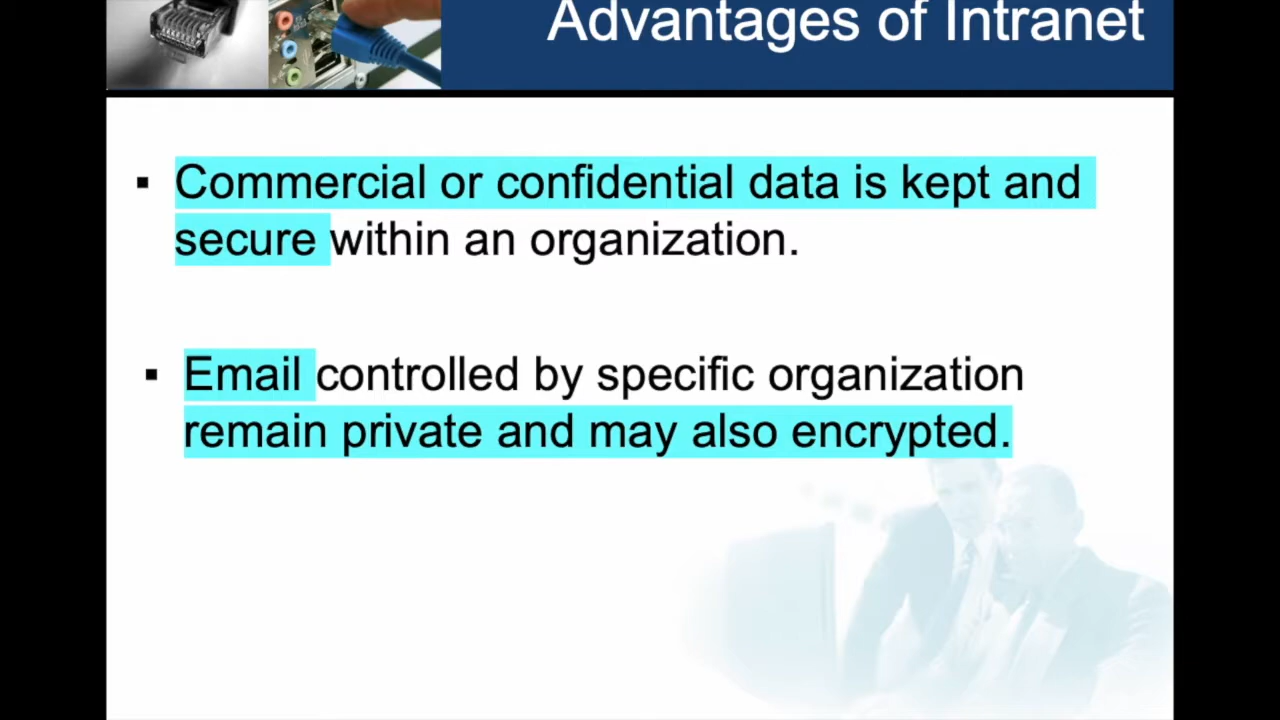 Advantages of Intranet
▪ Commercial or confidential data is kept and
secure within an organization.
▪ Email controlled by specific organization
remain private and may also encrypted.